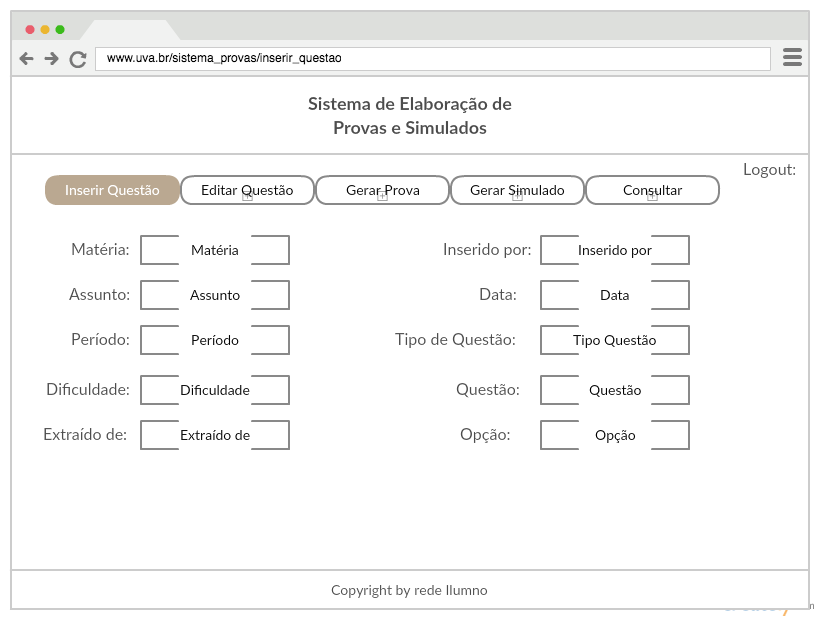 www.uva.br/sistema_provas/inserir_questao
Sistema de Elaboração de
Provas e Simulados
Logout:
Inserir Questão Editar Questão Gerar Prova Gerar Simulado Consultar
Matéria: Matéria Inserido por: Inserido por
Assunto: Assunto Data: Data
Período: Período Tipo de Questão: Tipo Questão
Dificuldade: Dificuldade Questão: Questão
Extraído de: Extraído de Opção: Opção
Copyright by rede Ilumno